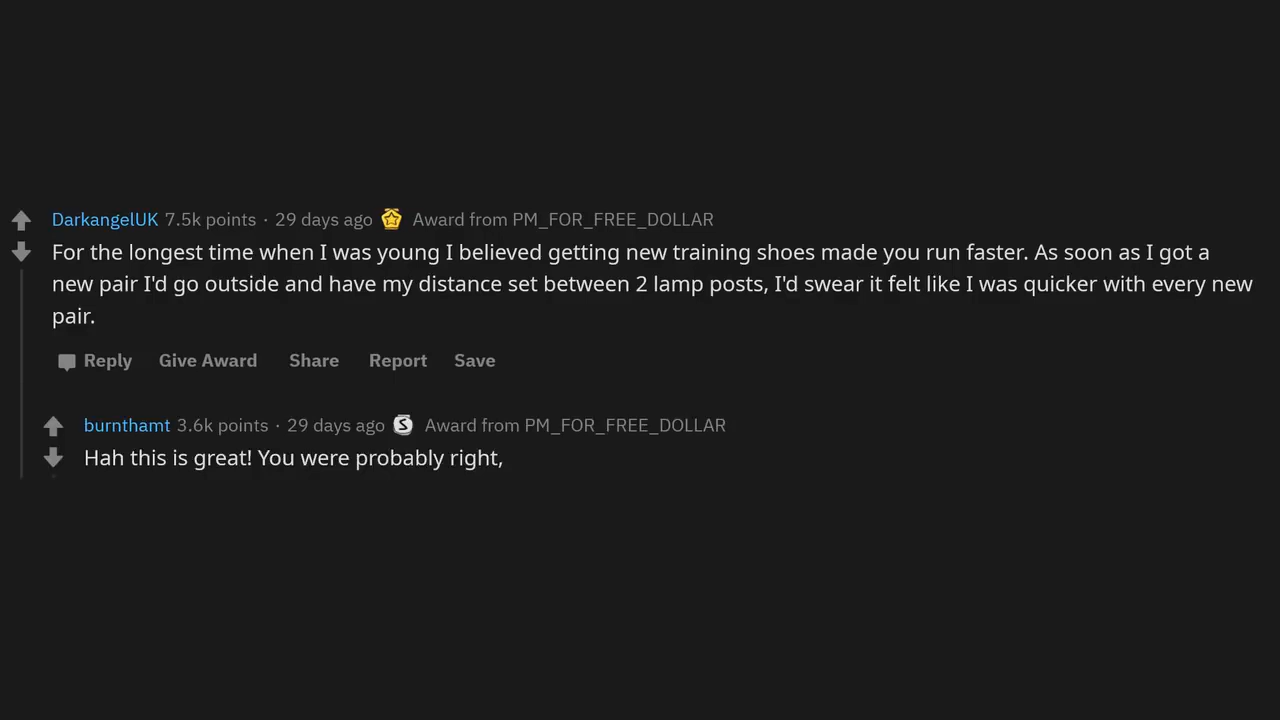 DarkangelUK 7.5k points · 29 days ago Award from PM_FOR_FREE_DOLLAR
For the longest time when I was young I believed getting new training shoes made you run faster. As soon as I got a
new pair I'd go outside and have my distance set between 2 lamp posts, I'd swear it felt like I was quicker with every new
pair.
Reply Give Award Share Report Save
burnthamt 3.6k points · 29 days ago S Award from PM_FOR_FREE_DOLLAR
Hah this is great! You were probably right,